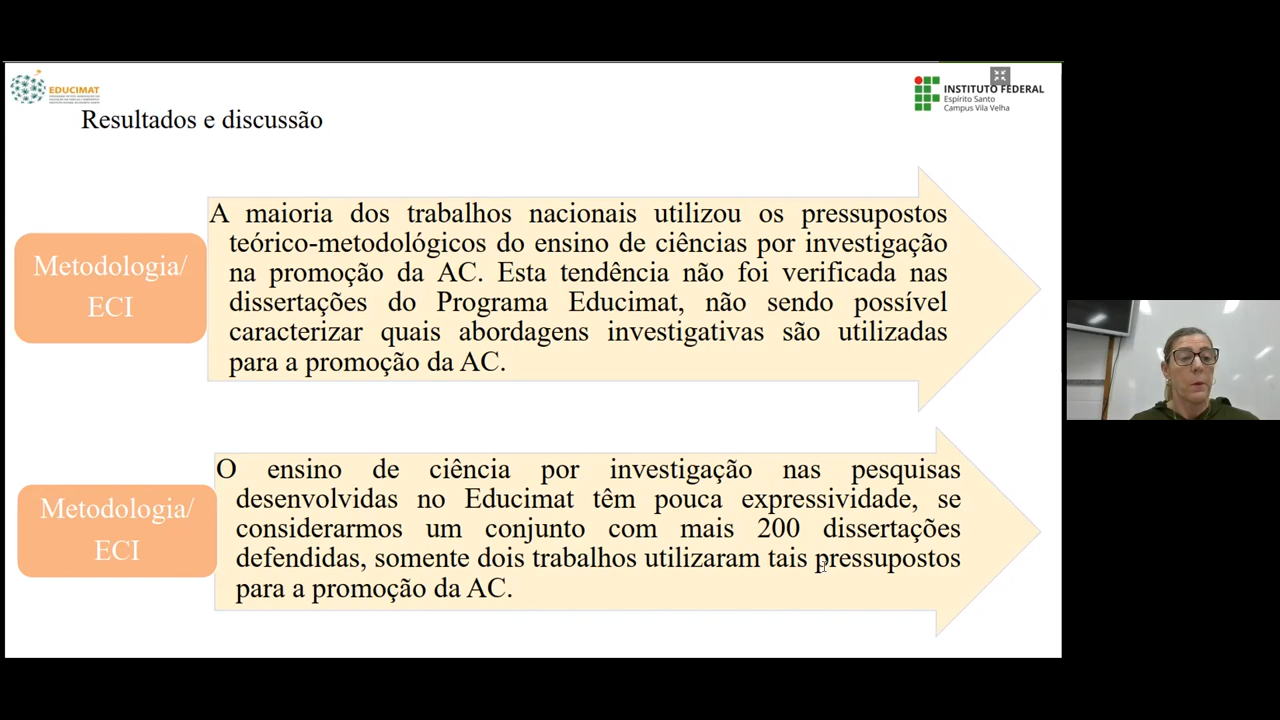 EDUCIMAT
INSTITUTO FEDERAL
Espírito Santo
Campus Vila Velha
Resultados e discussão
Metodologia/
ECI
A maioria dos trabalhos nacionais utilizou os pressupostos
teórico-metodológicos do ensino de ciências por investigação
na promoção da AC. Esta tendência não foi verificada nas
dissertações do Programa Educimat, não sendo possível
caracterizar quais abordagens investigativas são utilizadas
para a promoção da AC.
Metodologia/
ECI
O ensino de ciência por investigação nas pesquisas
desenvolvidas no Educimat têm pouca expressividade, se
considerarmos um conjunto com mais 200 dissertações
defendidas, somente dois trabalhos utilizaram tais pressupostos
para a promoção da AC.